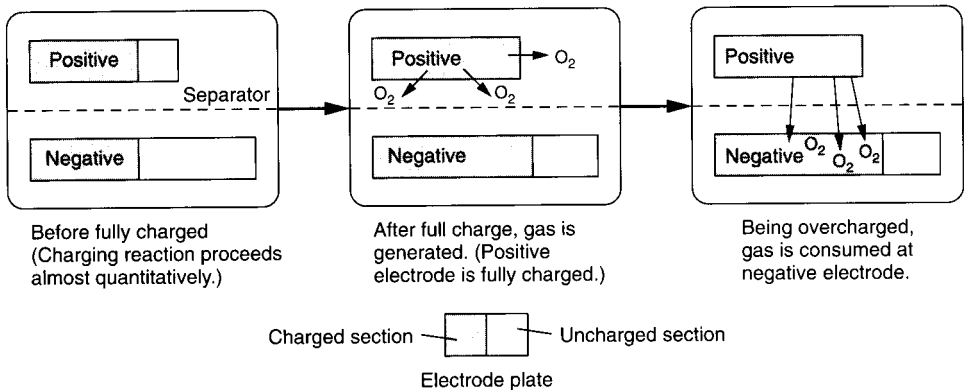 Positive
Separator
Negative
Before fully charged
(Charging reaction proceeds
almost quantitatively.)
Positive
O2
O2
O2
Negative
After full charge, gas is
generated. (Positive
electrode is fully charged.)
Positive
Negative
O2
O2
O2
Being overcharged,
gas is consumed at
negative electrode.
Charged section
Uncharged section
Electrode plate